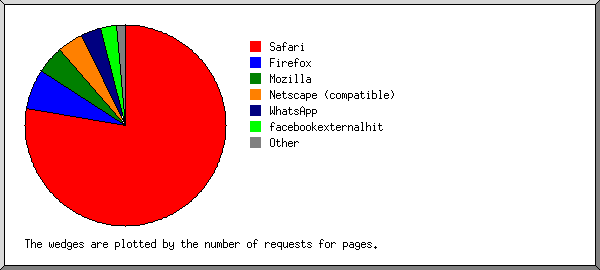 Safari
Firefox
Mozilla
Netscape (compatible)
WhatsApp
facebookexternalhit
Other
The wedges are plotted by the number of requests for pages.